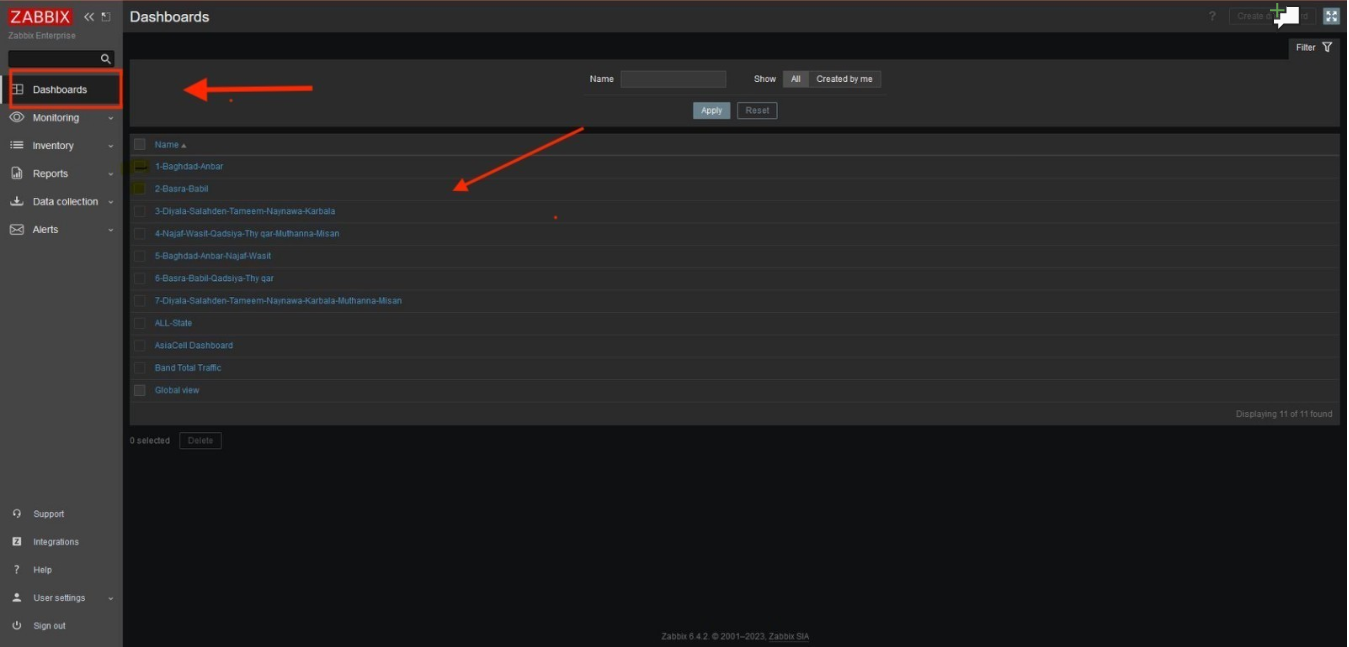 ZABBIX
Zabbix Enterprise
Dashboards
Monitoring
Inventory
Reports
Data collection
Alerts
Support
Integrations
? Help
User settings
Sign out
Dashboards
?
Create
Filter
Name
Show All Created by me
Apply Reset
Name
1-Baghdad-Anbar
2-Basra-Babil
3-Diyala-Salahden-Tameem-Naynawa-Karbala
4-Najaf-Wasit-Qadsiya-Thy qar-Muthanna-Misan
5-Baghdad-Anbar-Najaf-Wasit
6-Basra-Babil-Qadsiya-Thy qar
7-Diyala-Salahden-Tameem-Naynawa-Karbala-Muthanna-Misan
ALL-State
AsiaCell Dashboard
Band Total Traffic
Global view
Displaying 11 of 11 found
0 selected Delete
Zabbix 6.4.2. © 2001–2023, Zabbix SIA